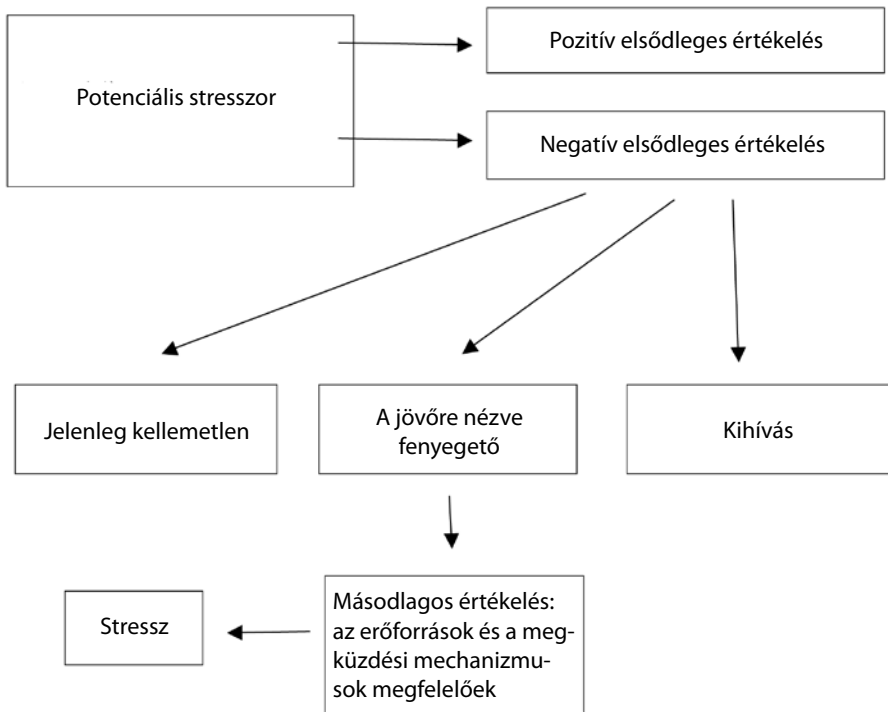 Pozitív elsődleges értékelés
Potenciális stresszor
Negatív elsődleges értékelés
Jelenleg kellemetlen
A jövőre nézve
fenyegető
Kihívás
Stressz
Másodlagos értékelés:
az erőforrások és a meg-
küzdési mechanizmu-
sok megfelelőek